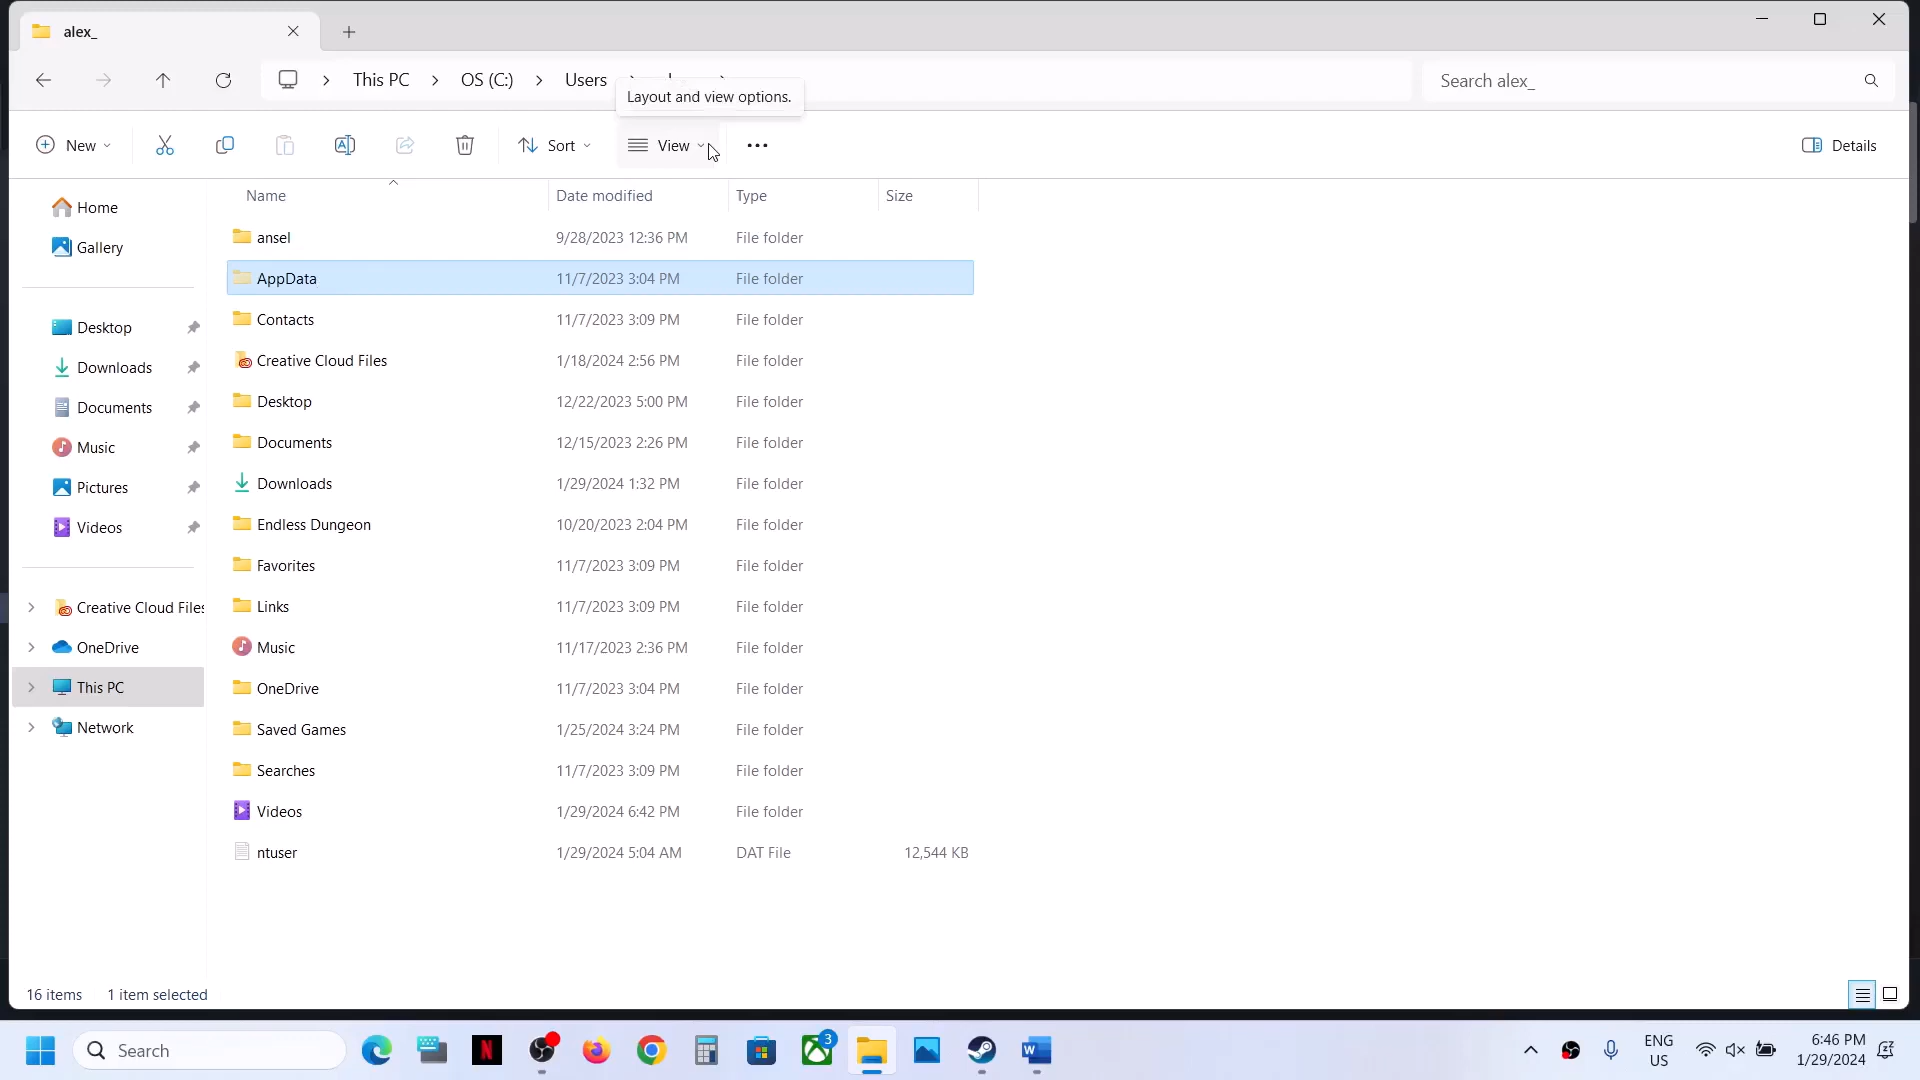 alex_
This PC
OS (C:)
Users
Search alex_
Layout and view options.
New
Sort
View
Details
Name
Date modified
Type
Size
Home
Gallery
Desktop
Downloads
Documents
Music
Pictures
Videos
Creative Cloud Files
OneDrive
This PC
Network
ansel 9/28/2023 12:36 PM File folder
AppData 11/7/2023 3:04 PM File folder
Contacts 11/7/2023 3:09 PM File folder
Creative Cloud Files 1/18/2024 2:56 PM File folder
Desktop 12/22/2023 5:00 PM File folder
Documents 12/15/2023 2:26 PM File folder
Downloads 1/29/2024 1:32 PM File folder
Endless Dungeon 10/20/2023 2:04 PM File folder
Favorites 11/7/2023 3:09 PM File folder
Links 11/7/2023 3:09 PM File folder
Music 11/17/2023 2:36 PM File folder
OneDrive 11/7/2023 3:04 PM File folder
Saved Games 1/25/2024 3:24 PM File folder
Searches 11/7/2023 3:09 PM File folder
Videos 1/29/2024 6:42 PM File folder
ntuser 1/29/2024 5:04 AM DAT File 12,544 KB
16 items 1 item selected
Search
N
3
W
ENG
US
6:46 PM
1/29/2024